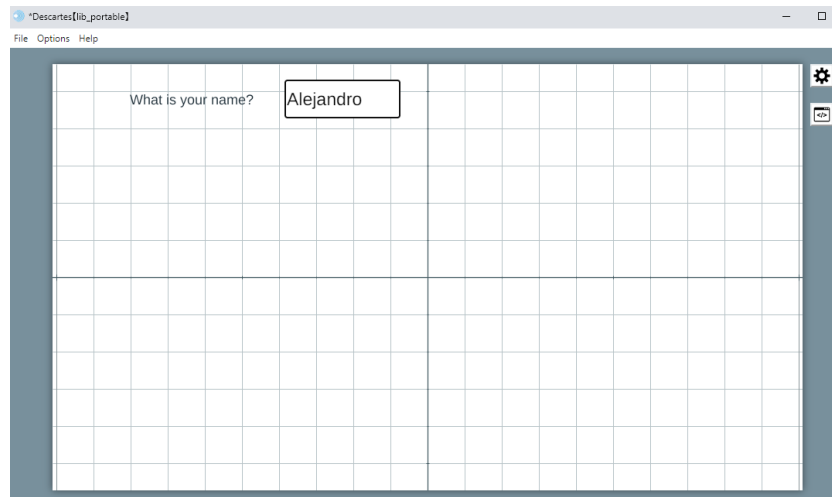 *Descartes【lib_portable】
File Options Help
What is your name? Alejandro
</>